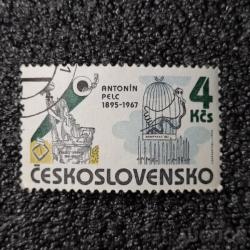 ANTONÍN
PELC
1895-1967
4
Kčs
ČESKOSLOVENSKO